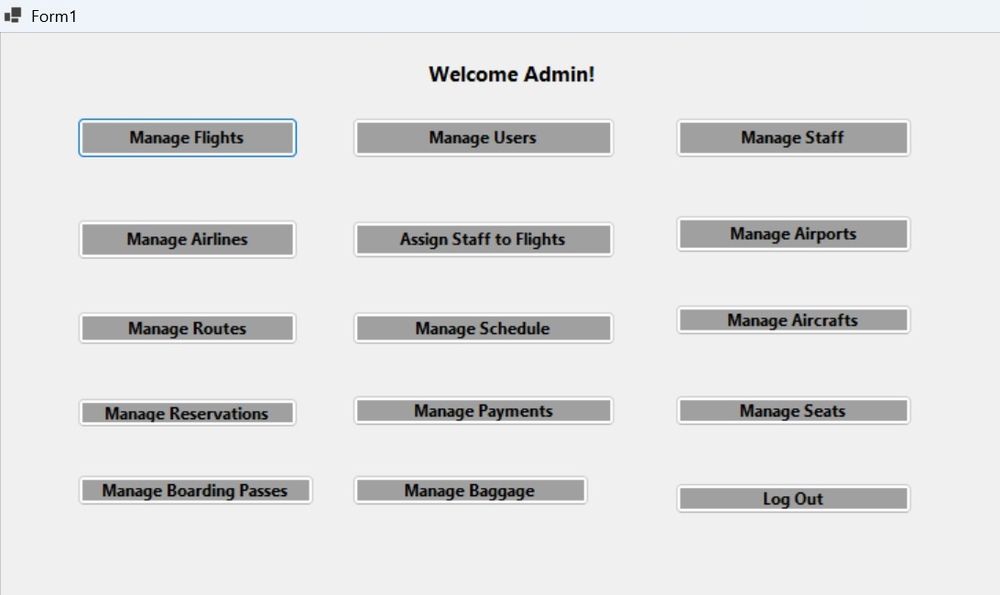 Form1
Welcome Admin!
Manage Flights
Manage Users
Manage Staff
Manage Airlines
Assign Staff to Flights
Manage Airports
Manage Routes
Manage Schedule
Manage Aircrafts
Manage Reservations
Manage Payments
Manage Seats
Manage Boarding Passes
Manage Baggage
Log Out